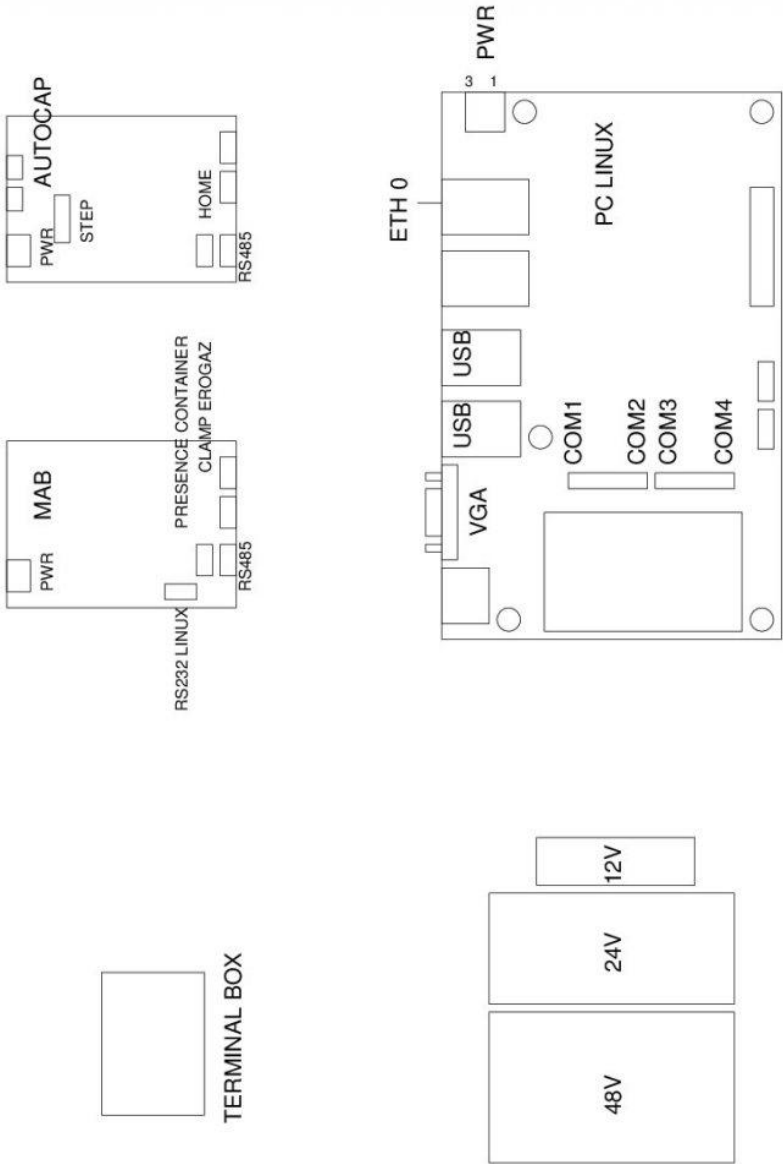 AUTOCAP
PWR
STEP
HOME
RS485
MAB
PWR
PRESENCE CONTAINER
CLAMP EROGAZ
RS232 LINUX
RS485
TERMINAL BOX
PWR
3
1
ETH 0
PC LINUX
USB
USB
VGA
COM1
COM2
COM3
COM4
12V
24V
48V